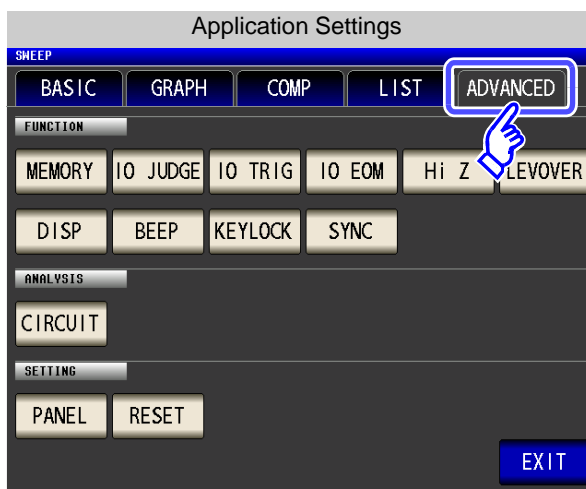 Application Settings
SWEEP
BASIC GRAPH COMP LIST ADVANCED
FUNCTION
MEMORY IO JUDGE IO TRIG IO EOM Hi Z LEVOVER
DISP BEEP KEYLOCK SYNC
ANALYSIS
CIRCUIT
SETTING
PANEL RESET
EXIT